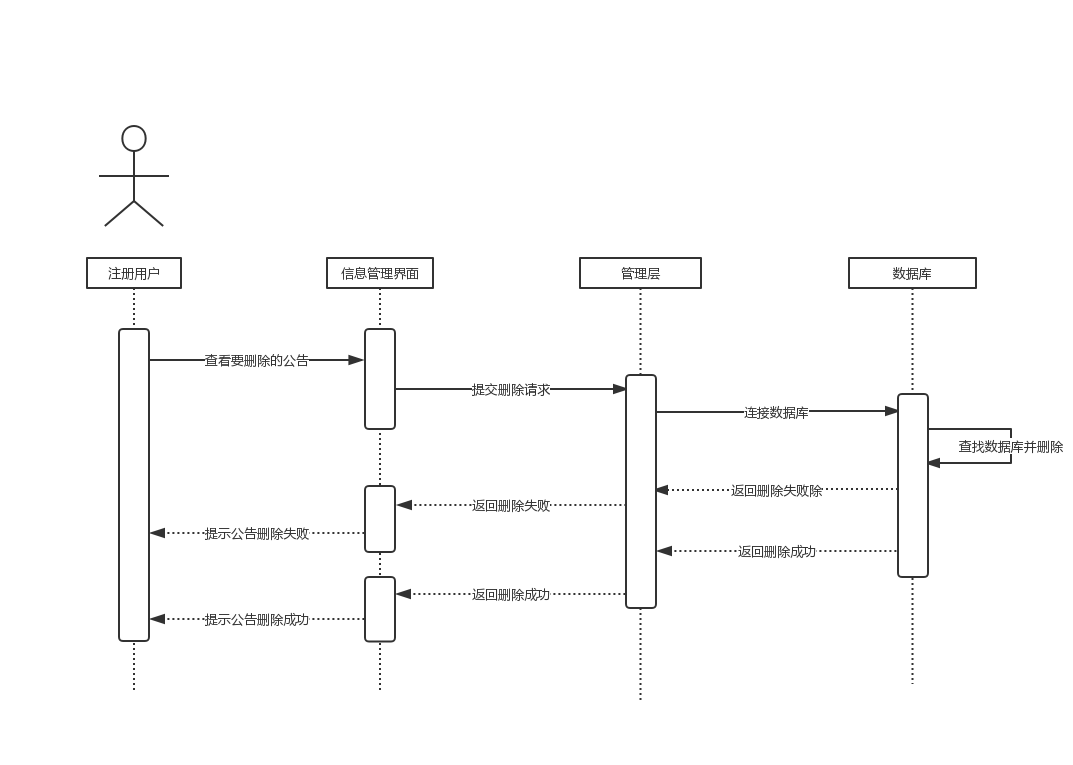 注册用户
信息管理界面
管理层
数据库
查看要删除的公告
提交删除请求
连接数据库
查找数据库并删除
返回删除失败除
返回删除失败
提示公告删除失败
返回删除成功
返回删除成功
提示公告删除成功